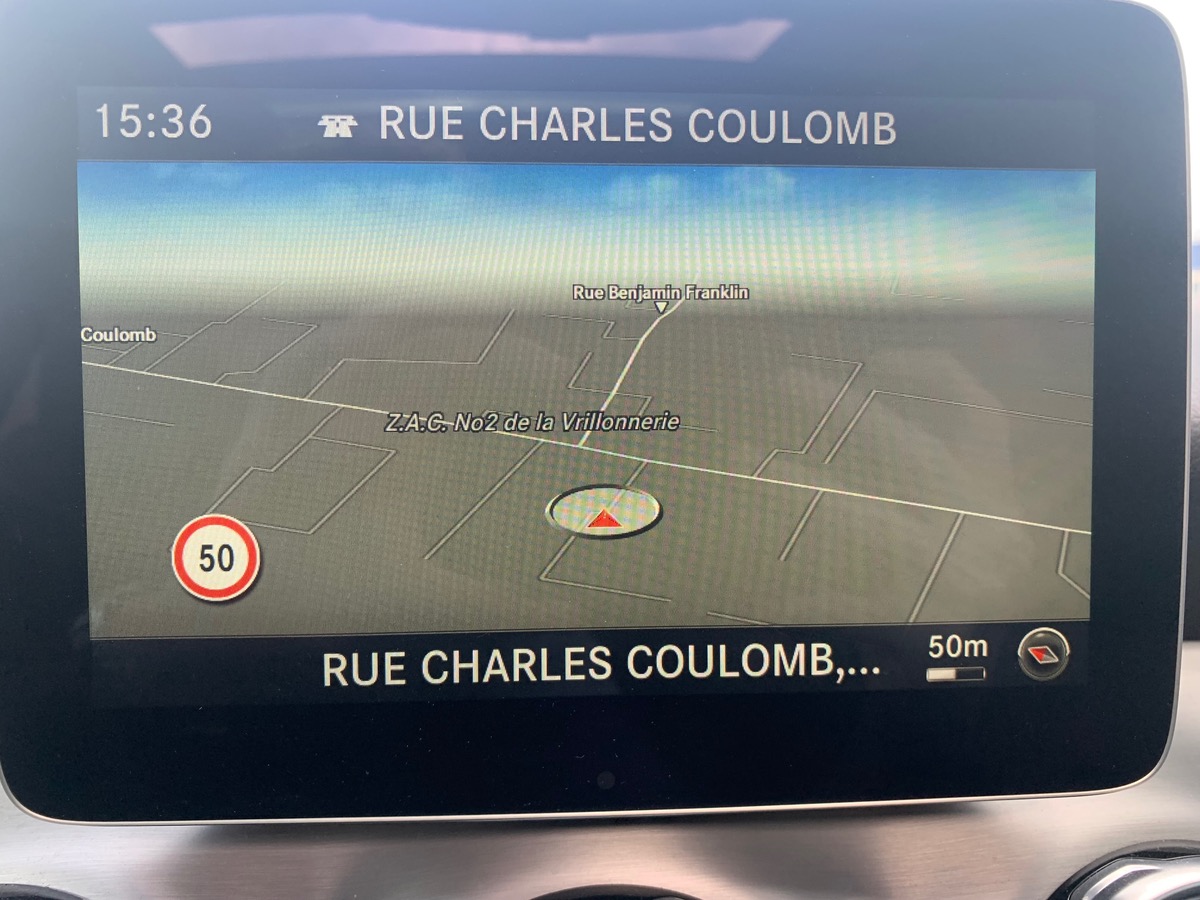 15:36 RUE CHARLES COULOMB
Rue Benjamin Franklin
Coulomb
Z.A.C. No2 de la Vrillonnerie
50
RUE CHARLES COULOMB,...
50m